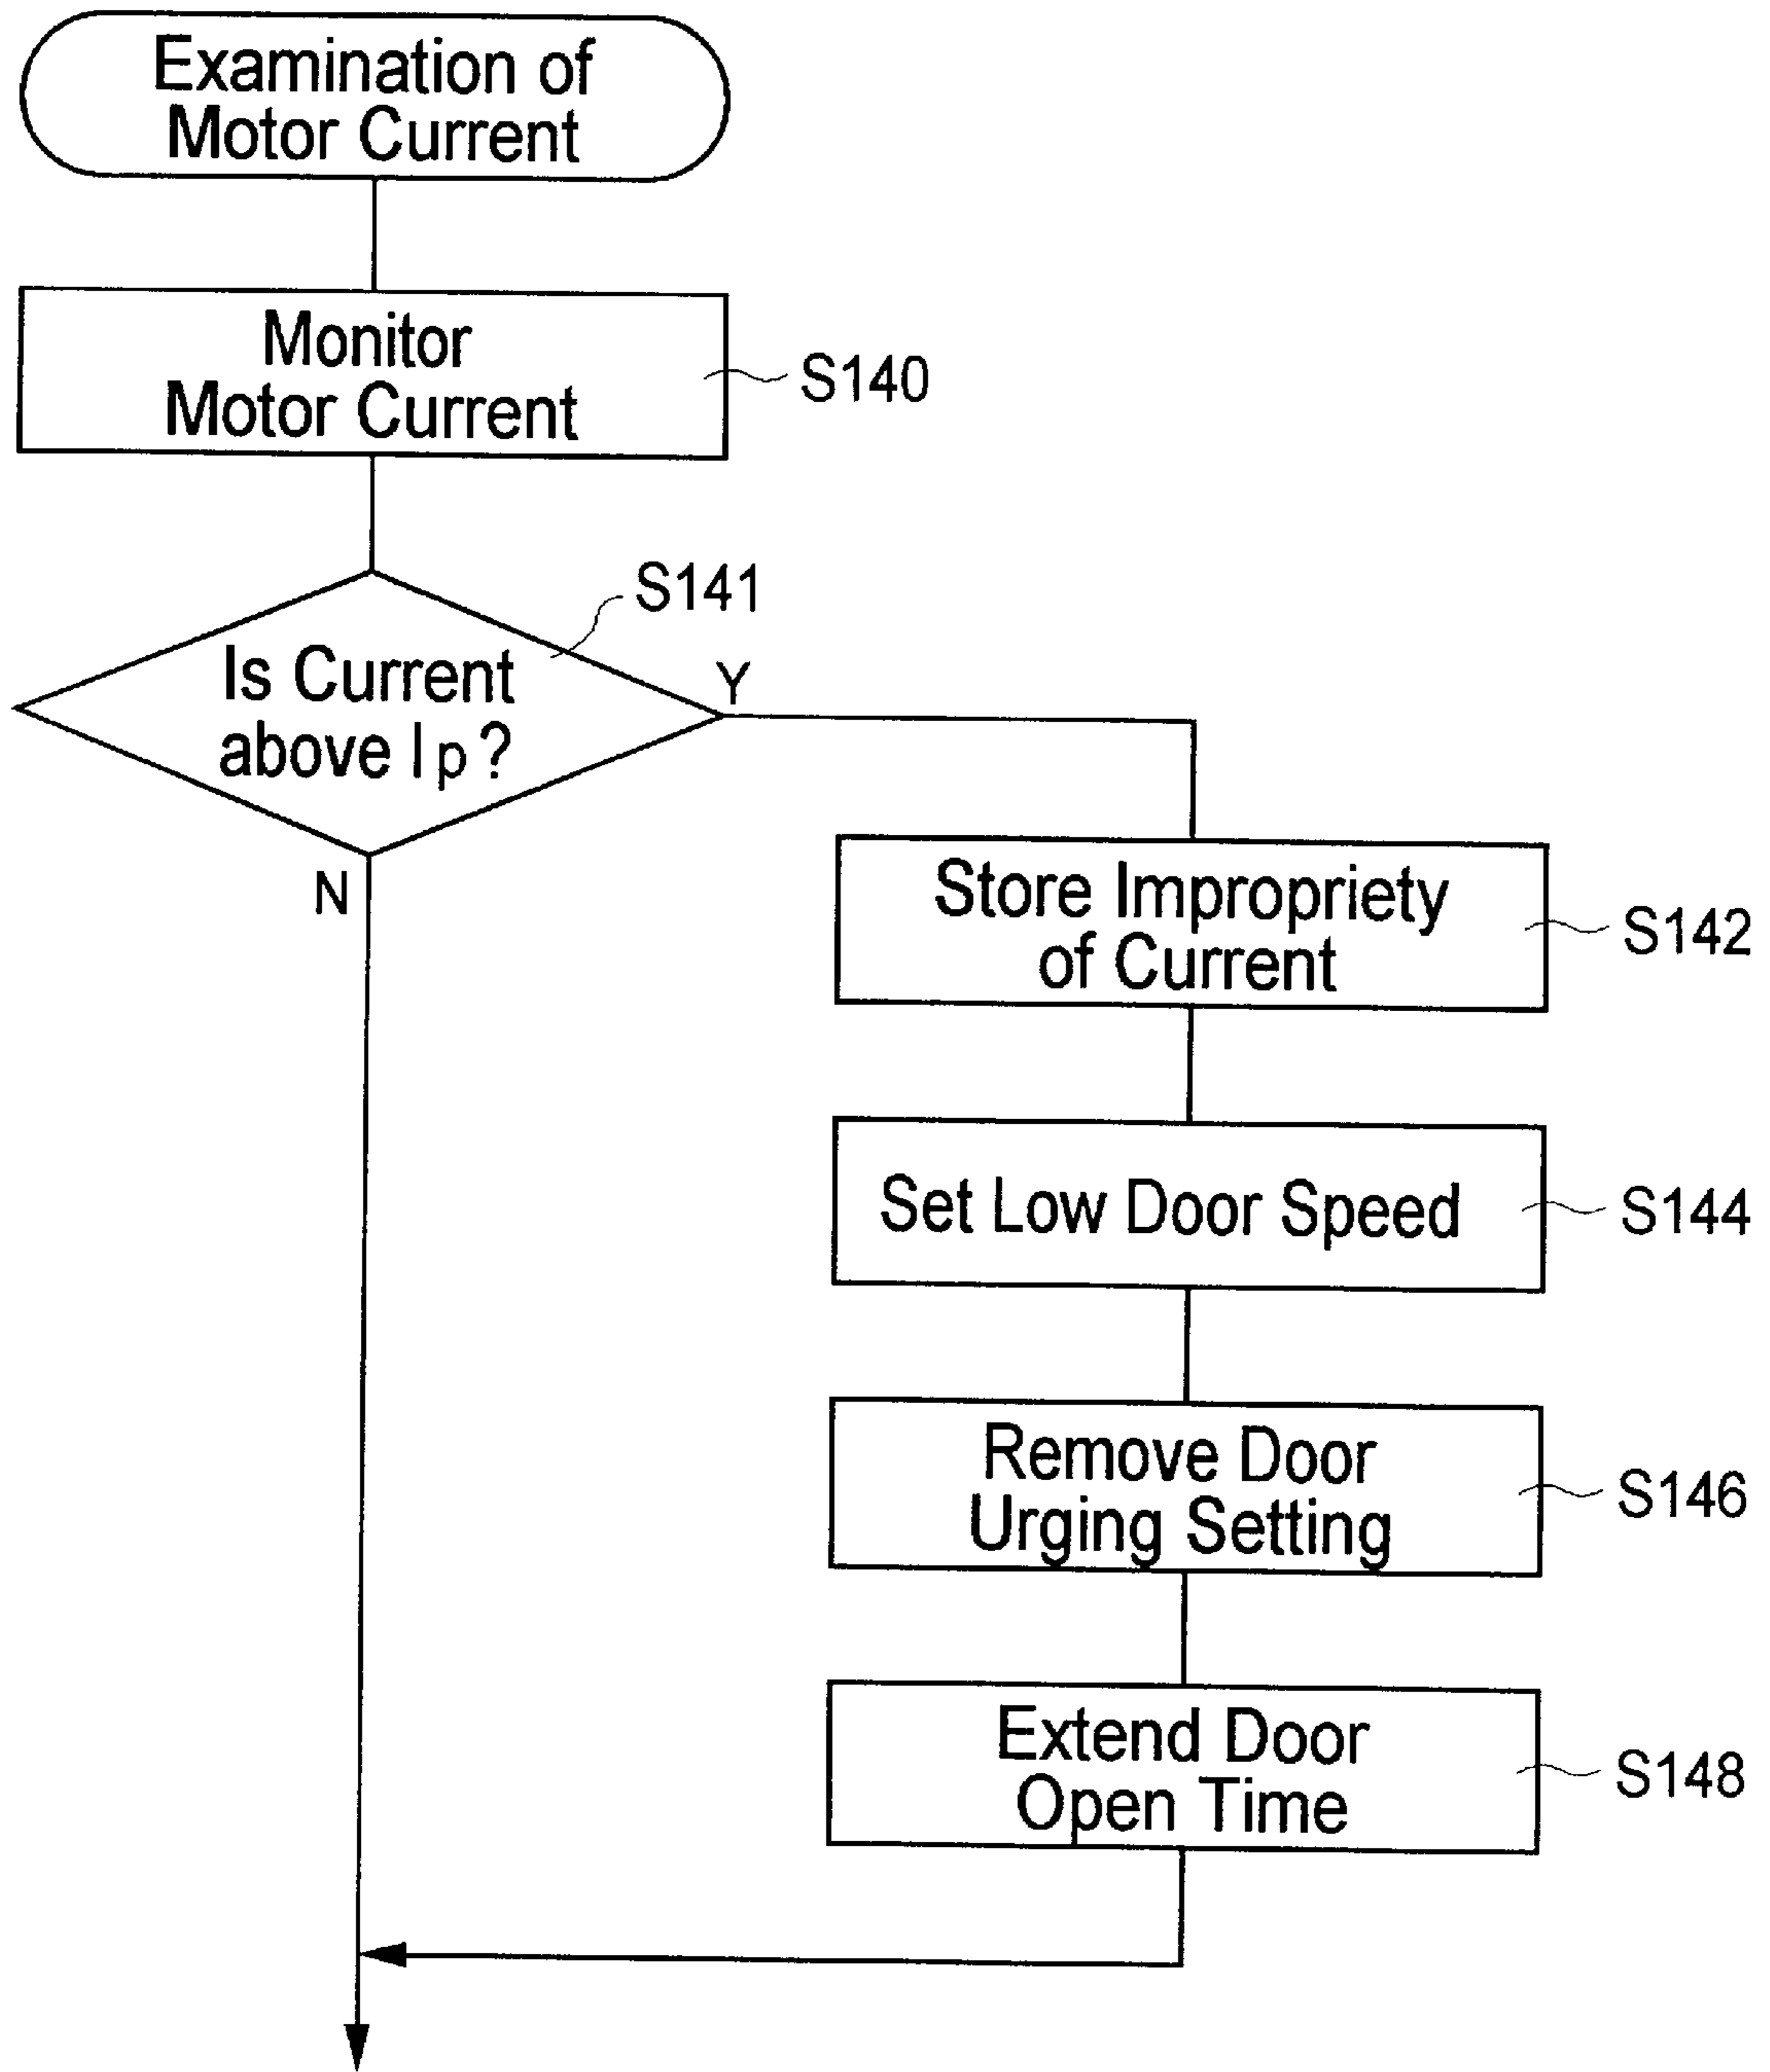 Examination of
Motor Current
Monitor
Motor Current
S140
S141
Is Current
above Ip?
Y
N
Store Impropriety
of Current
S142
Set Low Door Speed
S144
Remove Door
Urging Setting
S146
Extend Door
Open Time
S148